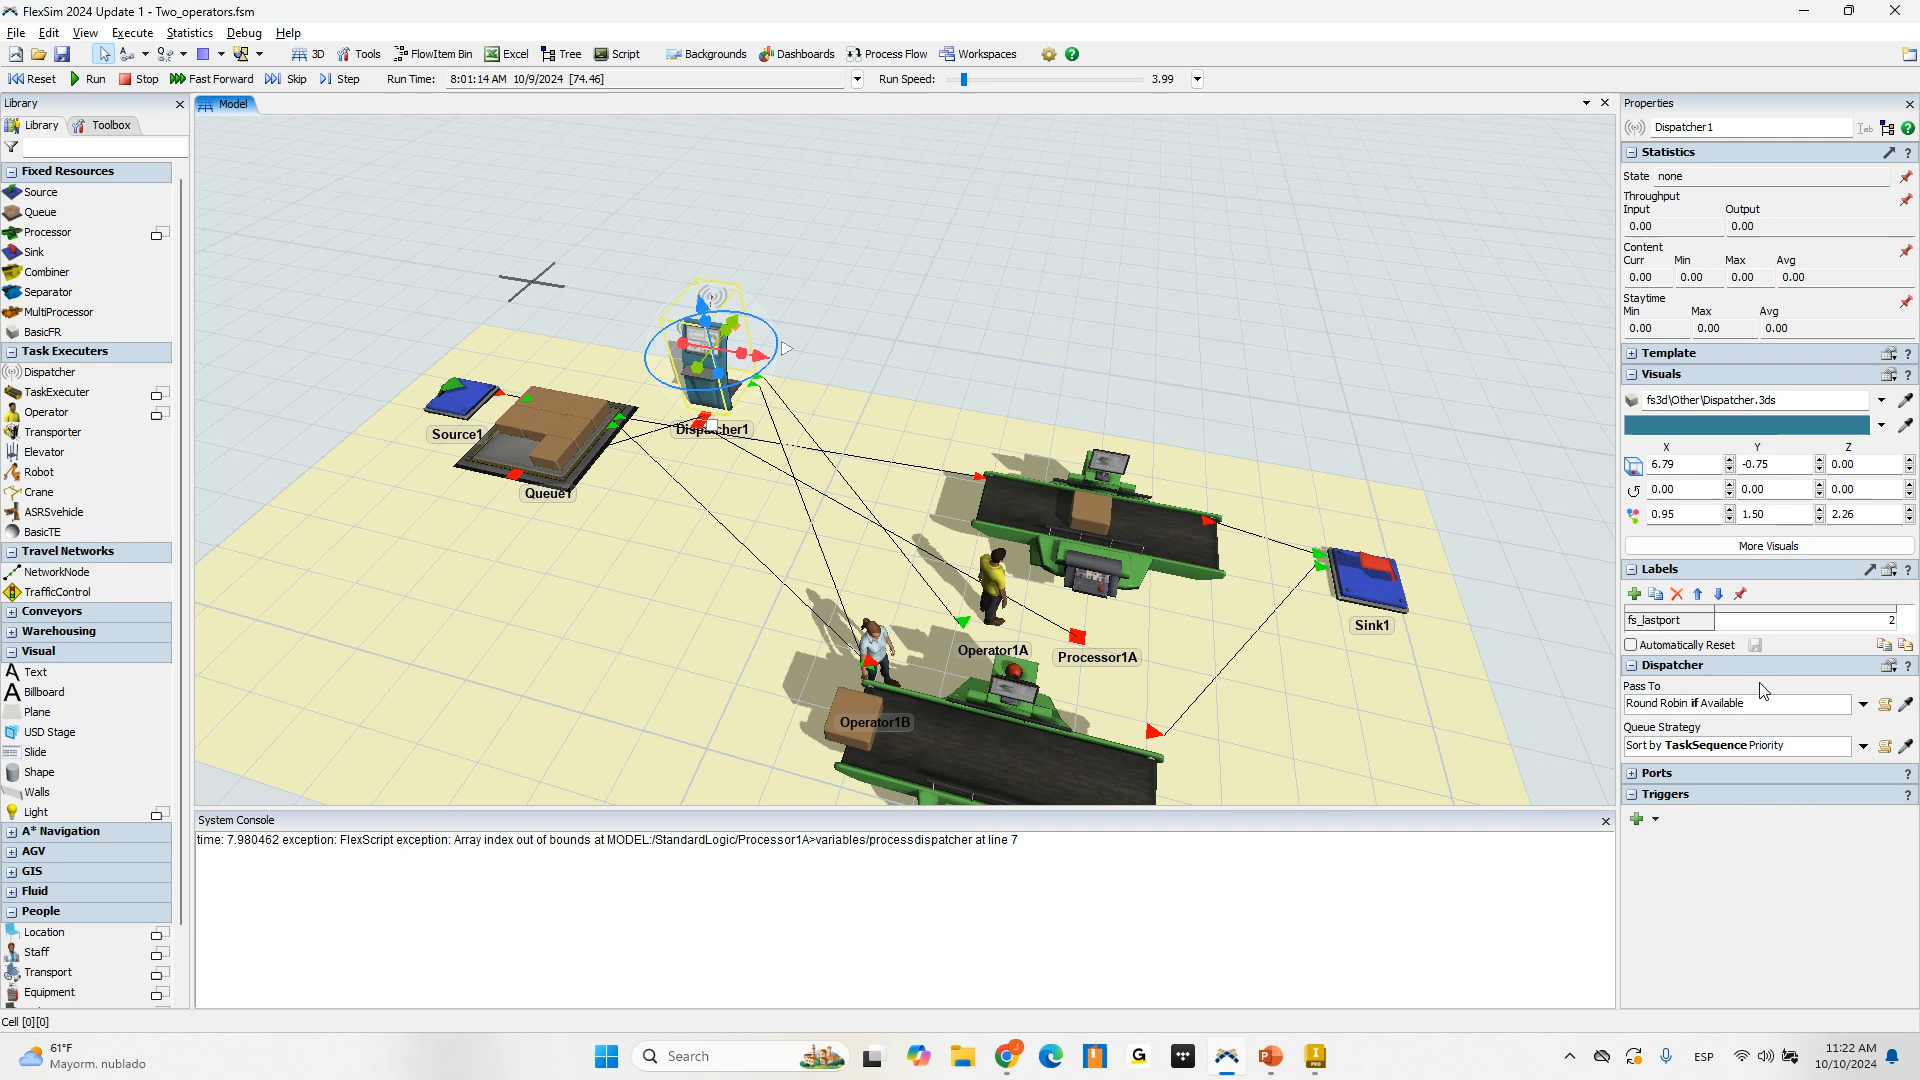 FlexSim 2024 Update 1 - Two_operators.fsm
File Edit View Execute Statistics Debug Help
3D Tools FlowItem Bin Excel Tree Script Backgrounds Dashboards Process Flow Workspaces
Reset Run Stop Fast Forward Skip Step Run Time: 8:01:14 AM 10/9/2024 [74.46] Run Speed: 3.99
Library
Library Toolbox
Fixed Resources
Source
Queue
Processor
Sink
Combiner
Separator
MultiProcessor
BasicFR
Task Executers
Dispatcher
TaskExecuter
Operator
Transporter
Elevator
Robot
Crane
ASRSvehicle
BasicTE
Travel Networks
NetworkNode
TrafficControl
Conveyors
Warehousing
Visual
Text
Billboard
Plane
USD Stage
Slide
Shape
Walls
Light
A* Navigation
AGV
GIS
Fluid
People
Location
Staff
Transport
Equipment
Model
Source1
Queue1
Dispatcher1
Operator1A
Processor1A
Operator1B
Sink1
System Console
time: 7.980462 exception: FlexScript exception: Array index out of bounds at MODEL:/StandardLogic/Processor1A>variables/processdispatcher at line 7
Properties
Dispatcher1
Statistics
State none
Throughput
Input Output
0.00 0.00
Content
Curr Min Max Avg
0.00 0.00 0.00 0.00
Staytime
Min Max Avg
0.00 0.00 0.00
Template
Visuals
fs3d\Other\Dispatcher.3ds
X Y Z
6.79 -0.75 0.00
0.00 0.00 0.00
0.95 1.50 2.26
More Visuals
Labels
fs_lastport 2
Automatically Reset
Dispatcher
Pass To
Round Robin if Available
Queue Strategy
Sort by TaskSequence Priority
Ports
Triggers
Cell [0][0]
61°F
Mayorm. nublado
Search
ESP
11:22 AM
10/10/2024